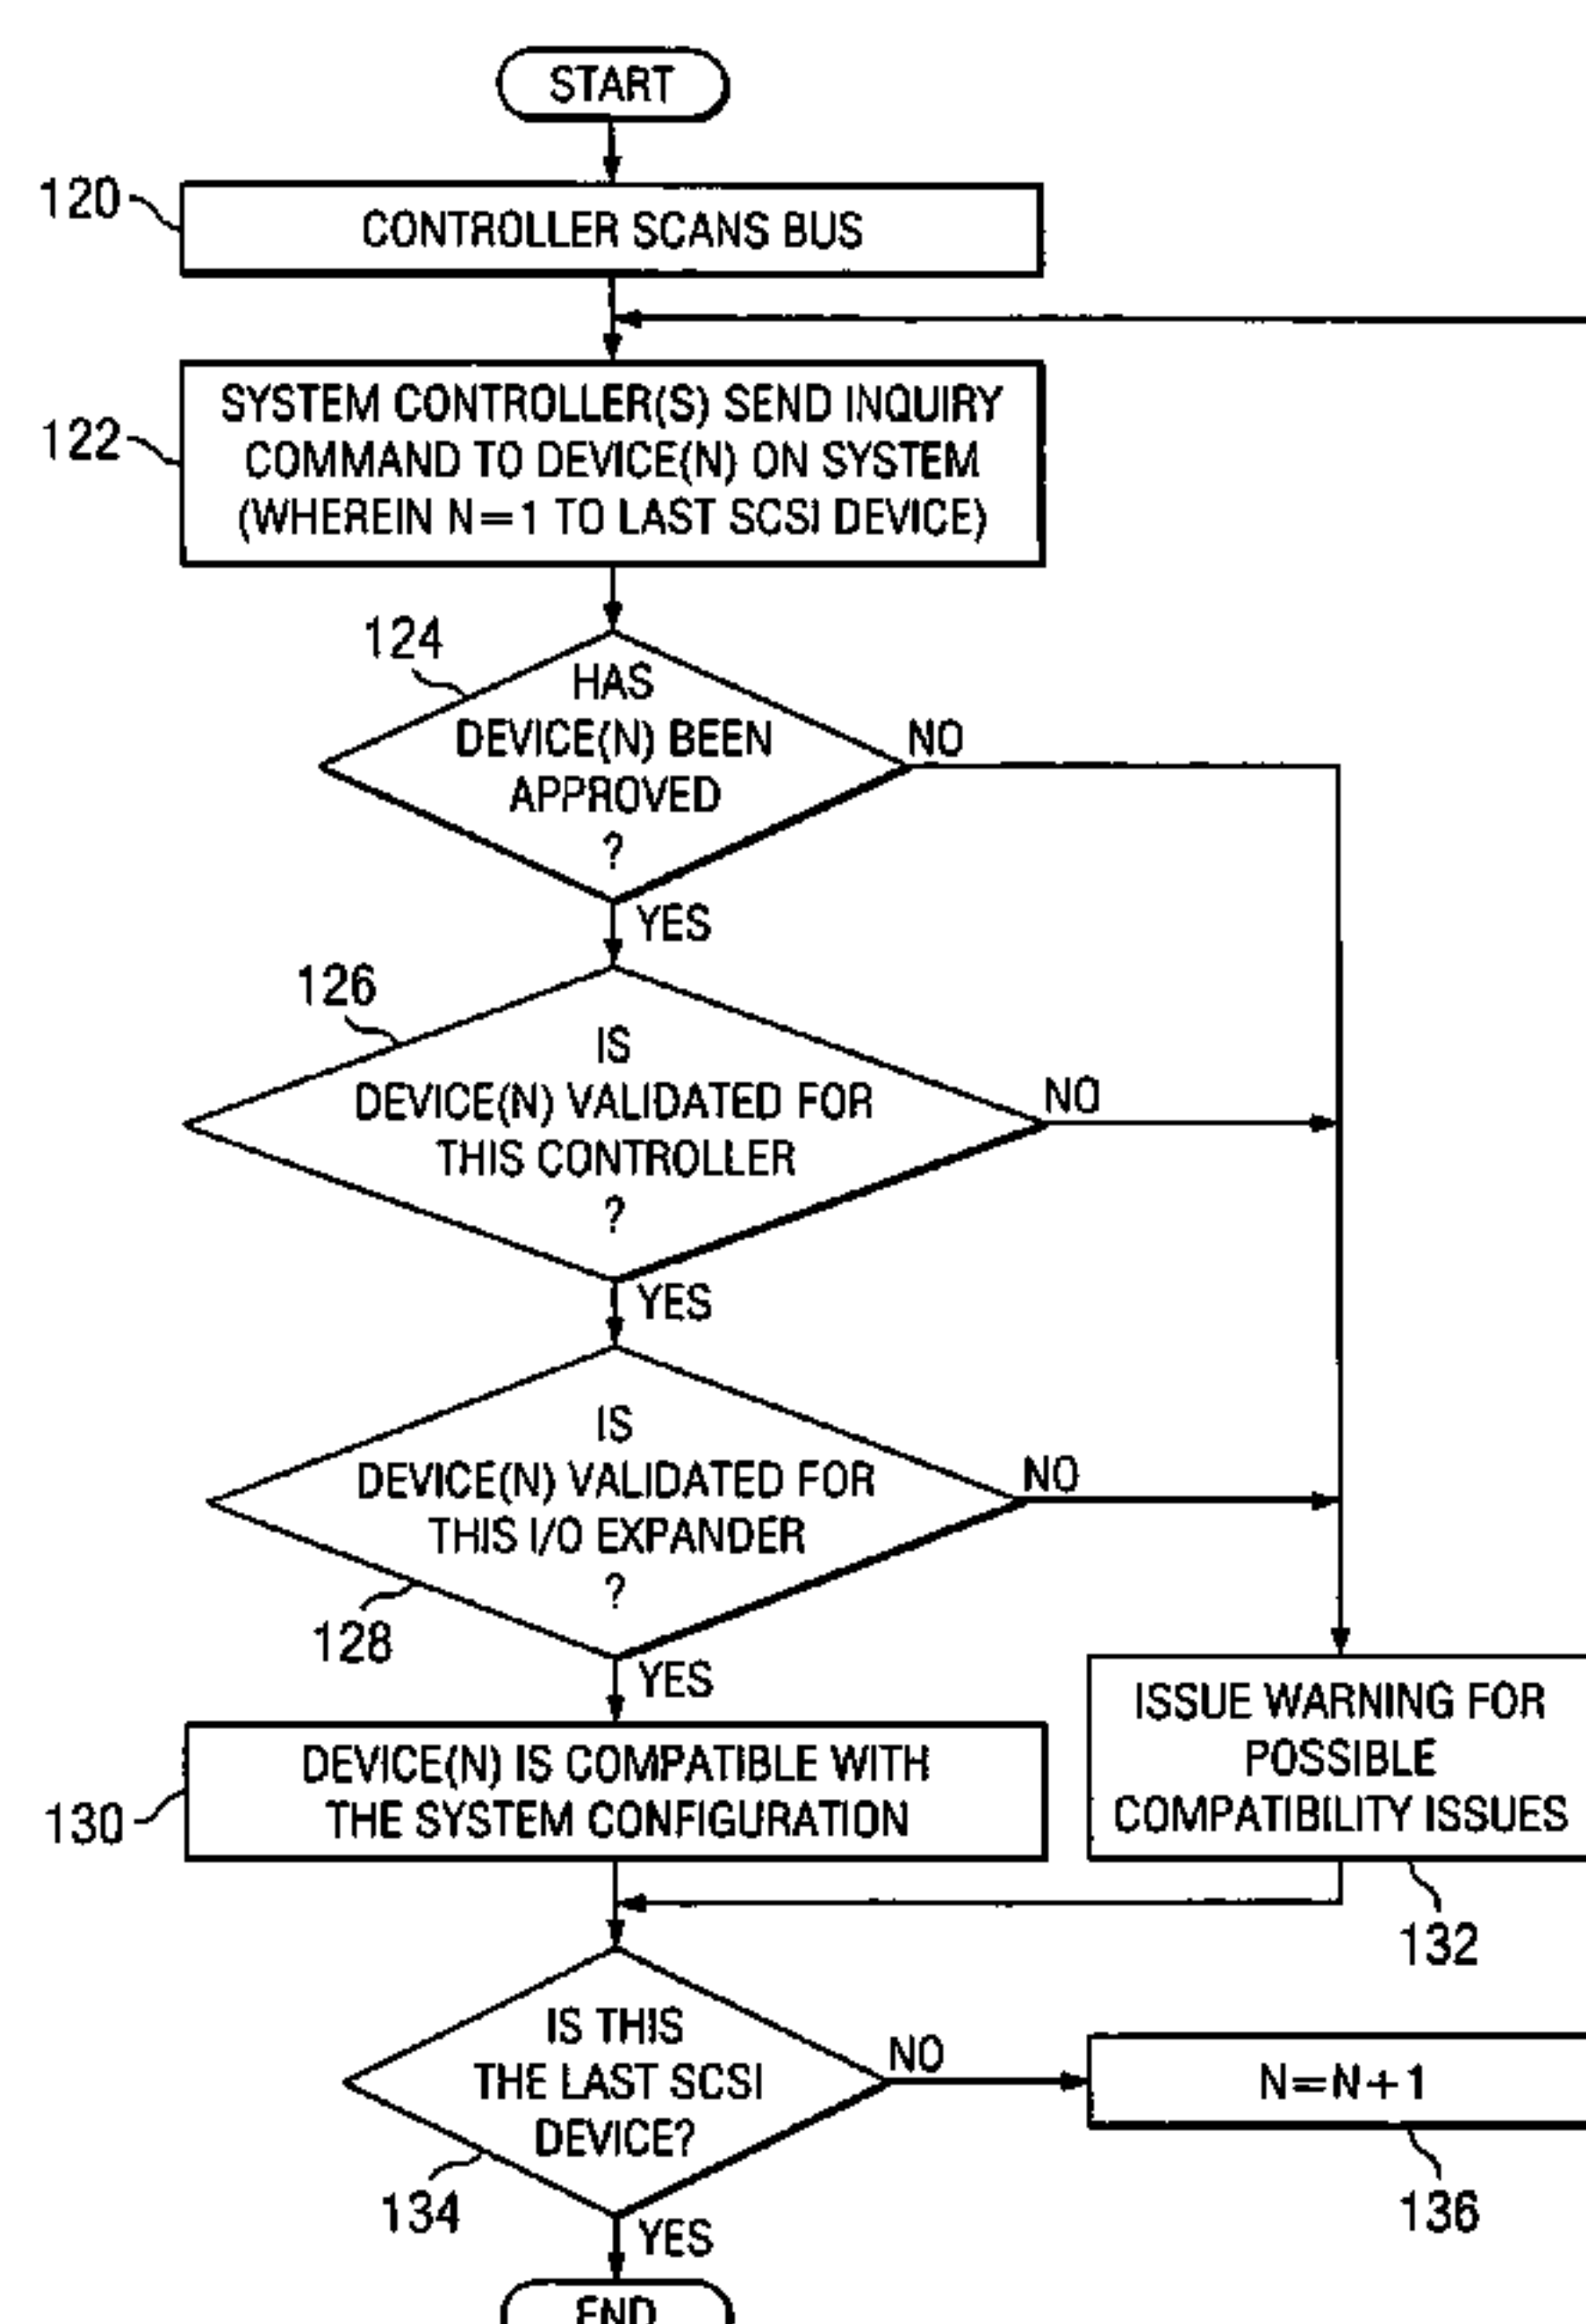 START
120
CONTROLLER SCANS BUS
122
SYSTEM CONTROLLER(S) SEND INQUIRY
COMMAND TO DEVICE(N) ON SYSTEM
(WHEREIN N=1 TO LAST SCSI DEVICE)
124
HAS
DEVICE(N) BEEN
APPROVED
?
NO
YES
126
IS
DEVICE(N) VALIDATED FOR
THIS CONTROLLER
?
NO
YES
IS
DEVICE(N) VALIDATED FOR
THIS I/O EXPANDER
?
NO
128
YES
130
DEVICE(N) IS COMPATIBLE WITH
THE SYSTEM CONFIGURATION
ISSUE WARNING FOR
POSSIBLE
COMPATIBILITY ISSUES
132
IS THIS
THE LAST SCSI
DEVICE?
NO
134
YES
N=N+1
136
END